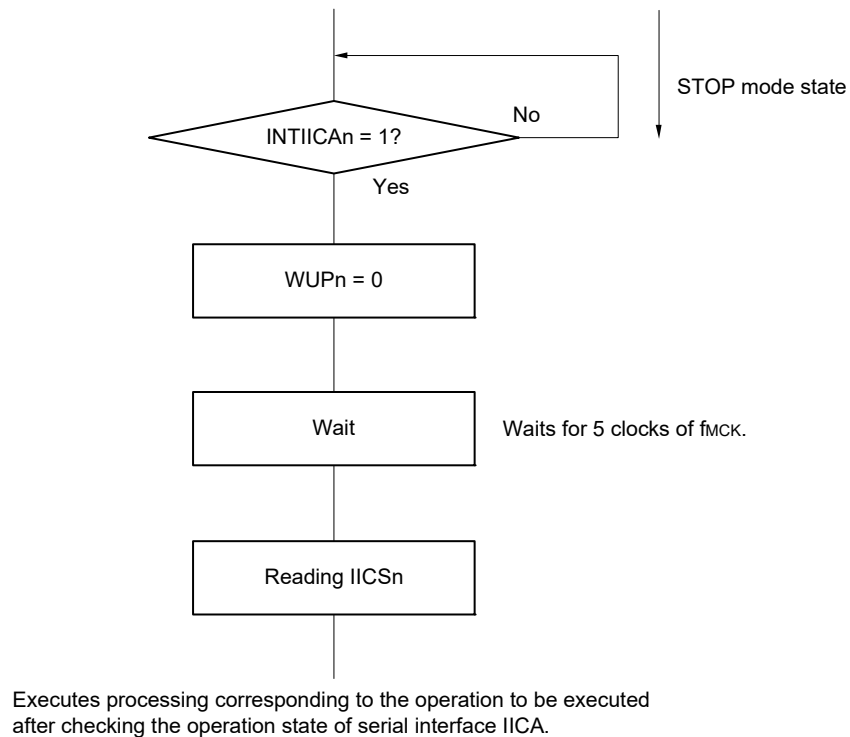 STOP mode state
No
INTIICAn = 1?
Yes
WUPn = 0
Wait
Waits for 5 clocks of fMCK.
Reading IICSn
Executes processing corresponding to the operation to be executed
after checking the operation state of serial interface IICA.